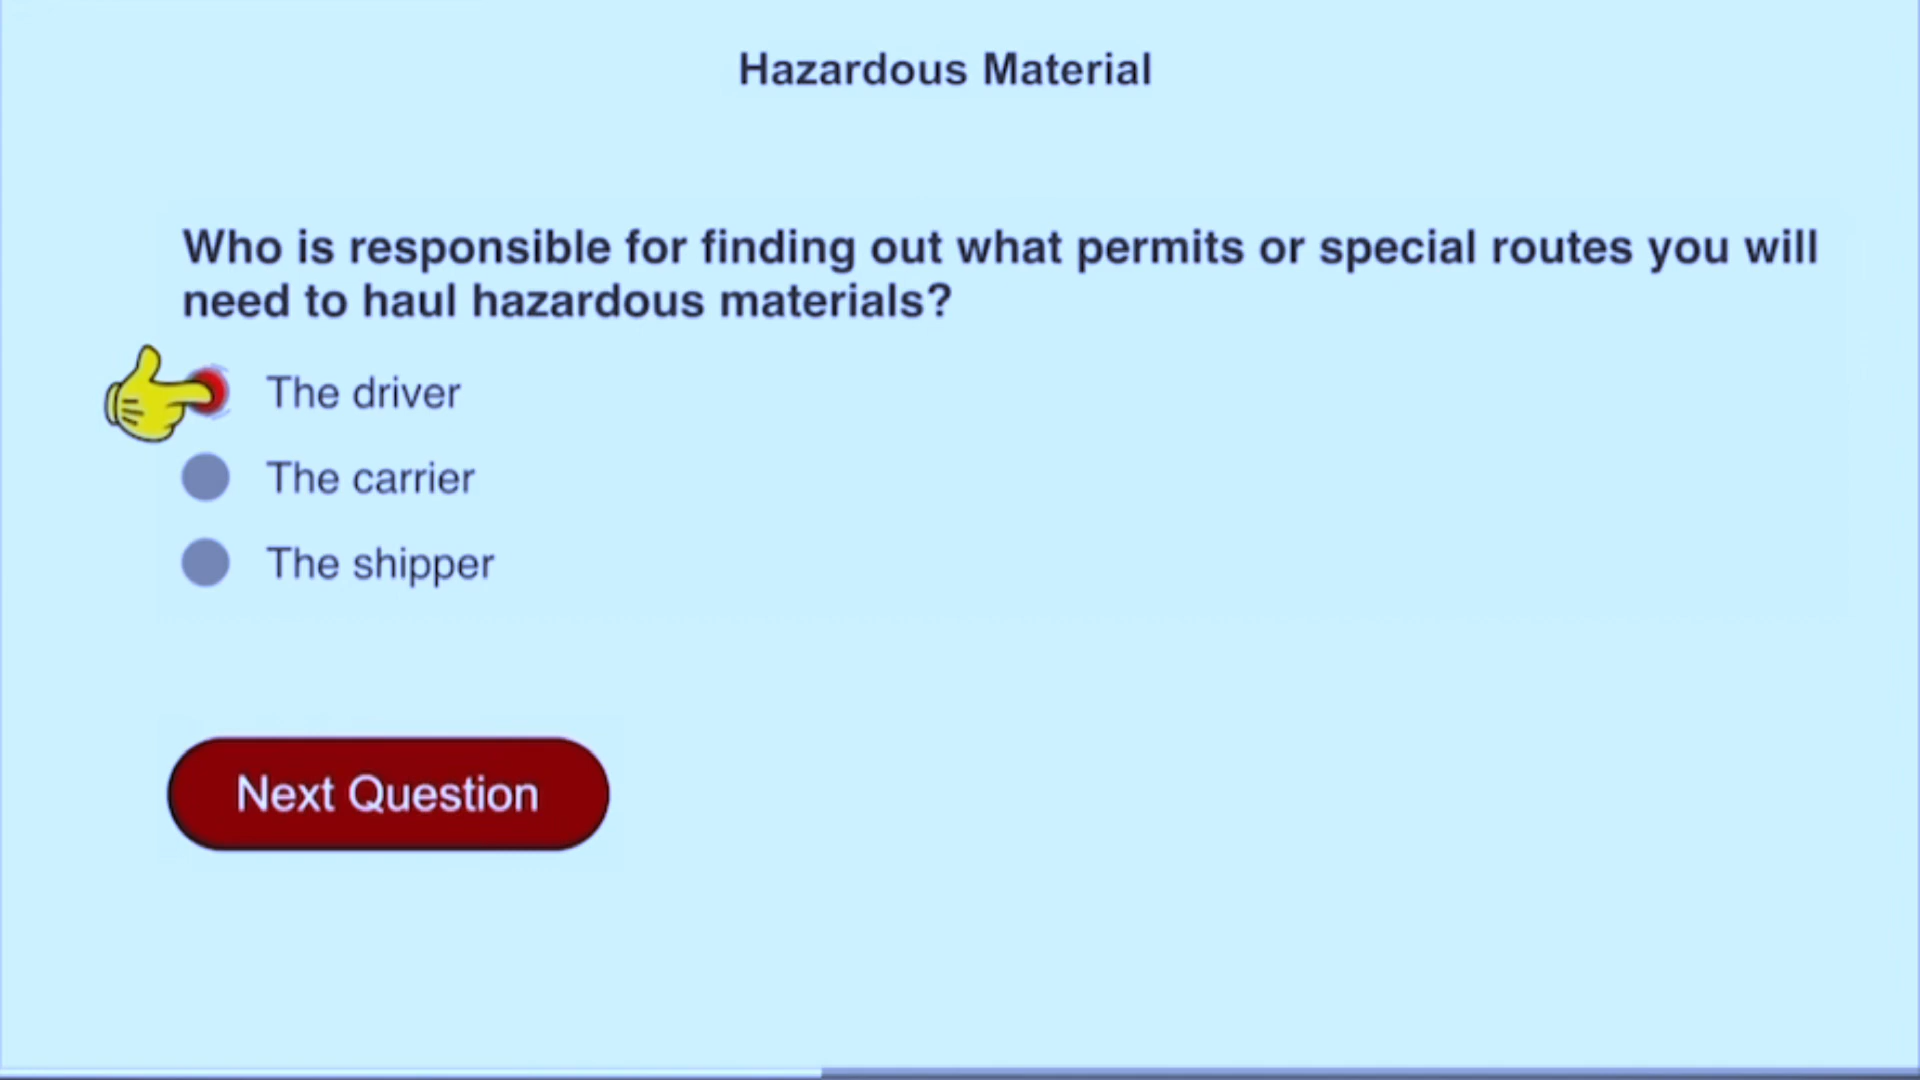 Hazardous Material
Who is responsible for finding out what permits or special routes you will
need to haul hazardous materials?
The driver
The carrier
The shipper
Next Question